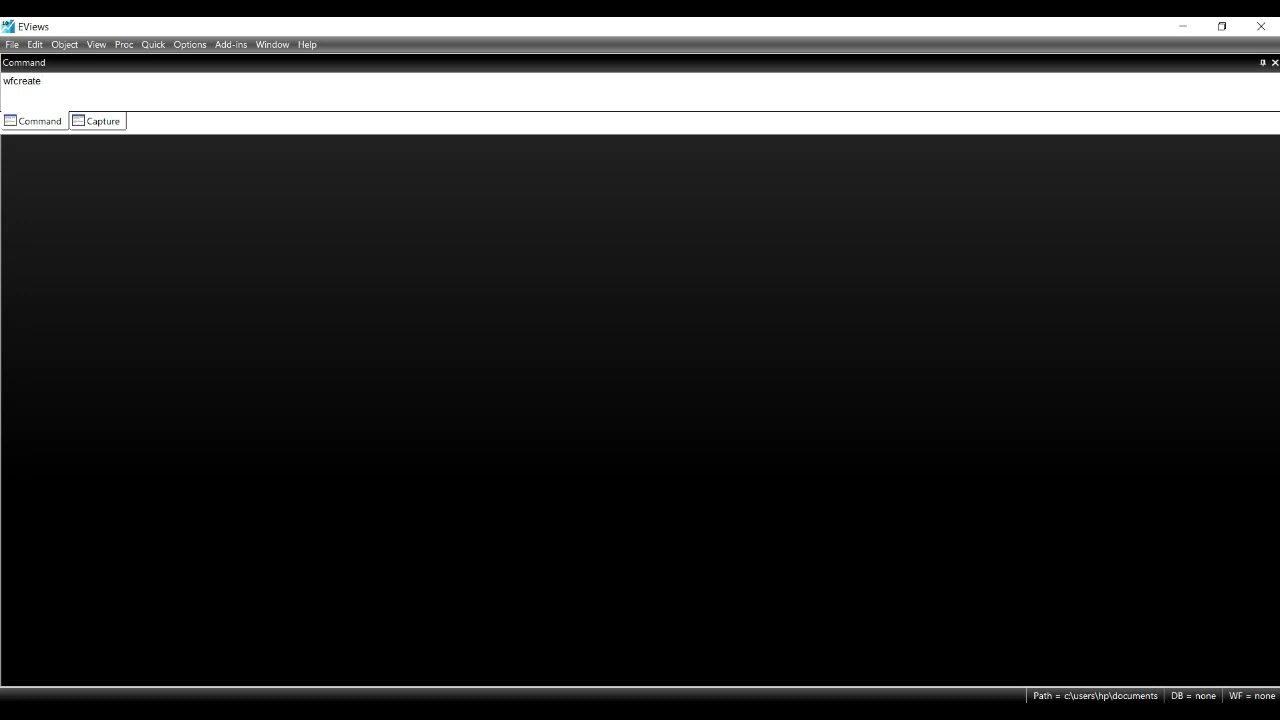 EViews
File Edit Object View Proc Quick Options Add-ins Window Help
Command
wfcreate
Command Capture
Path = c:\users\hp\documents DB = none WF = none